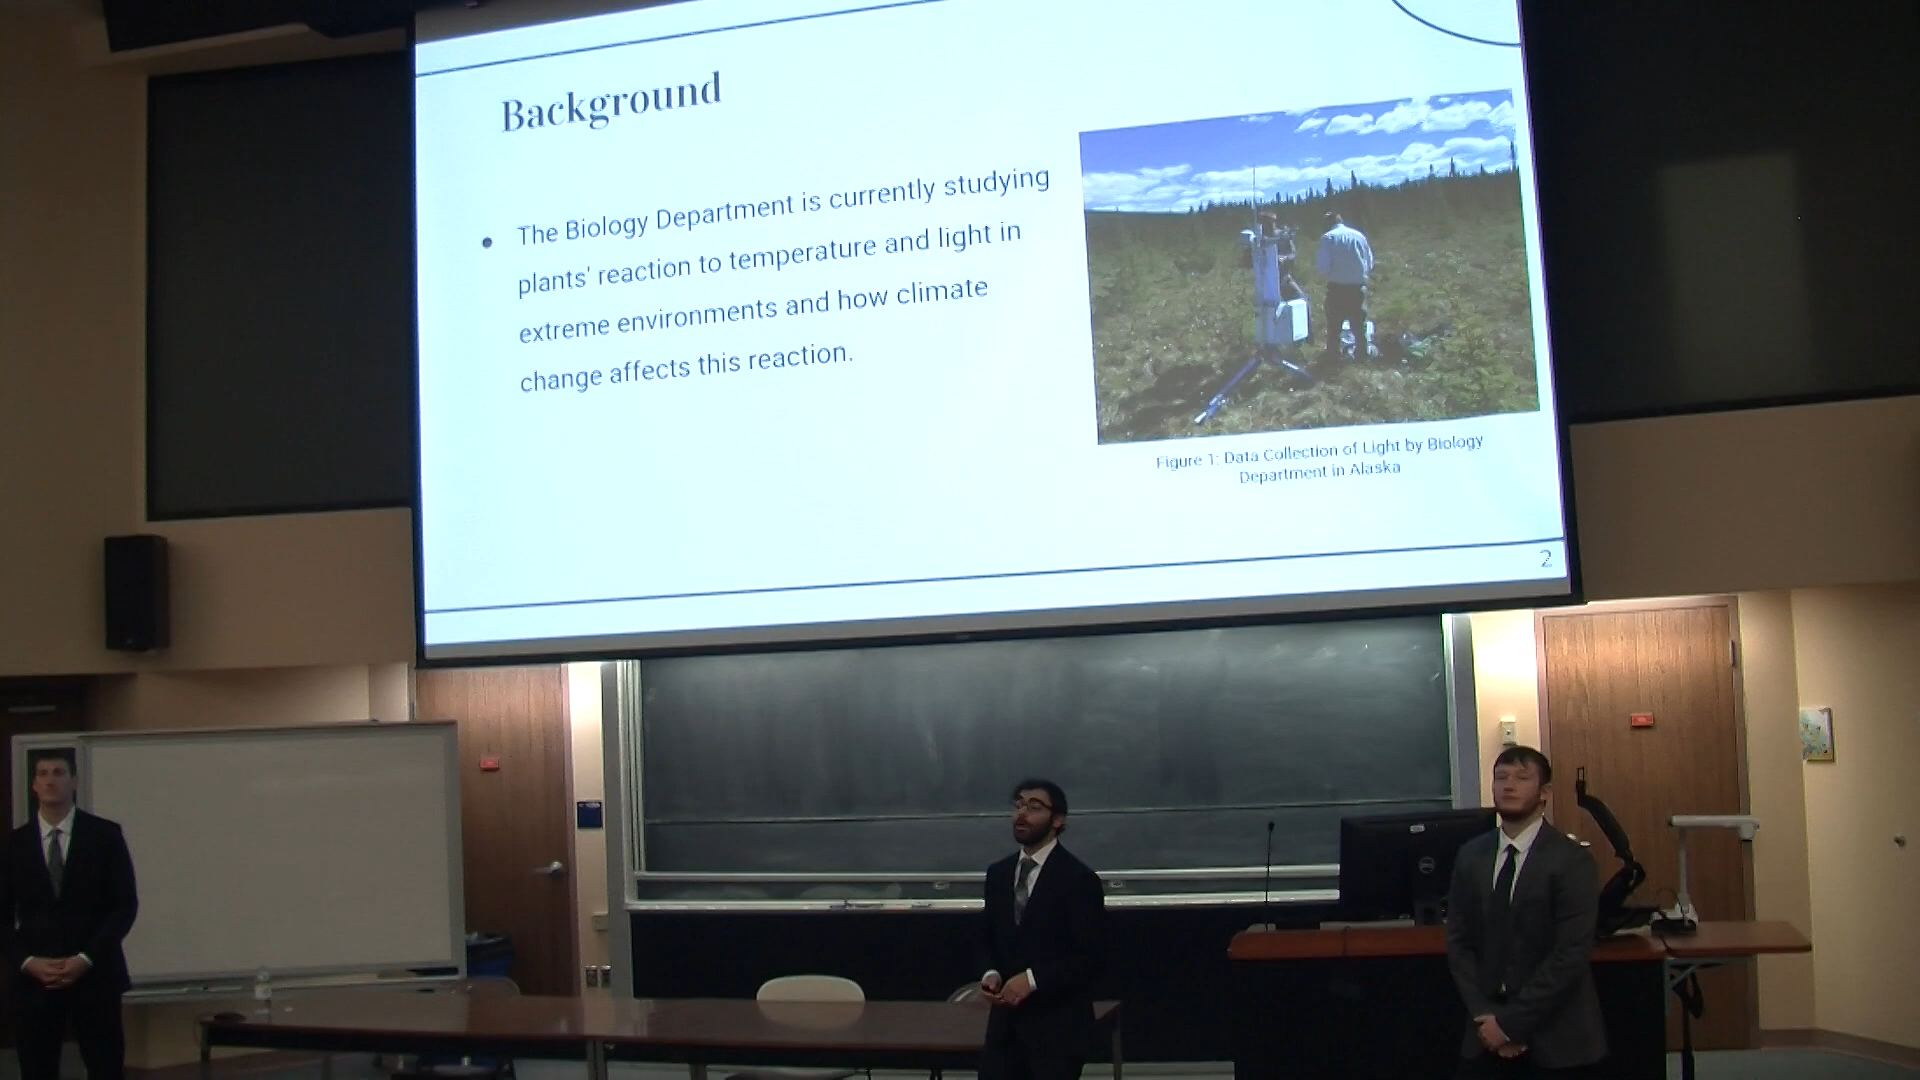 Background
● The Biology Department is currently studying
plants' reaction to temperature and light in
extreme environments and how climate
change affects this reaction.
Figure 1: Data Collection of Light by Biology
Department in Alaska
2